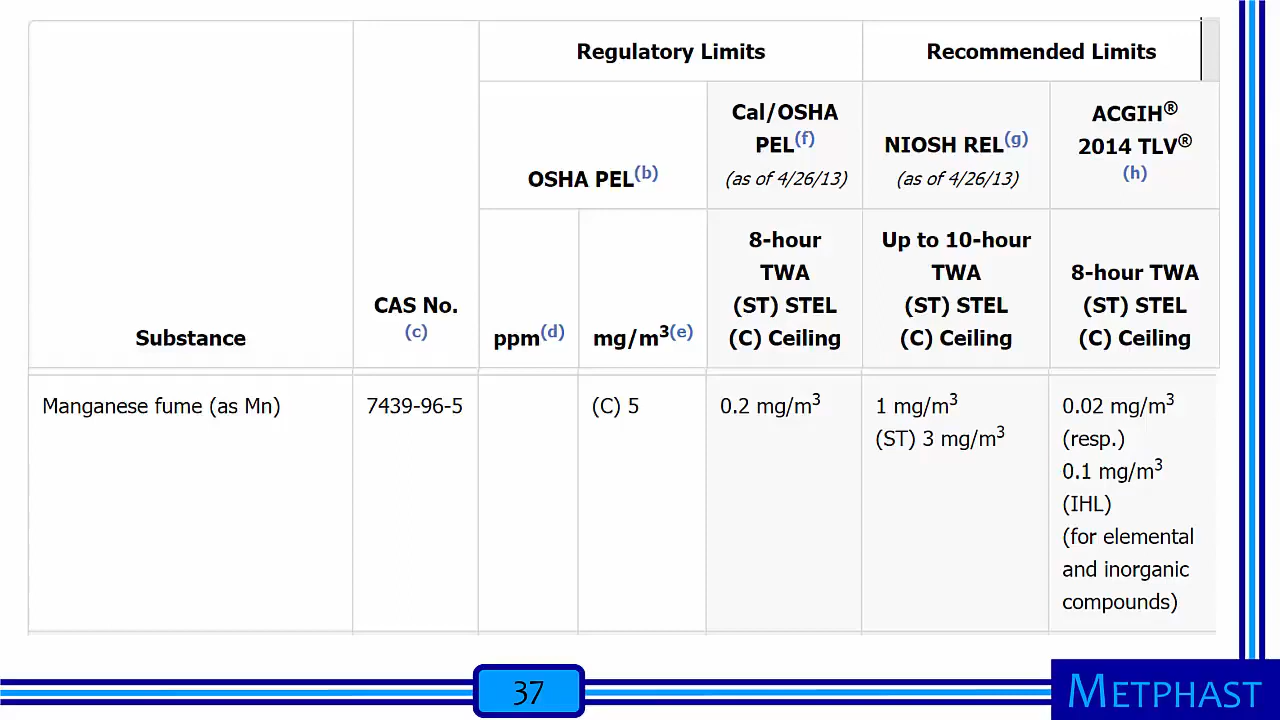 Regulatory Limits
Recommended Limits
Substance
CAS No.
(c)
OSHA PEL(b)
Cal/OSHA
PEL(f)
(as of 4/26/13)
NIOSH REL(g)
(as of 4/26/13)
ACGIH®
2014 TLV®
(h)
ppm(d)
mg/m³(e)
8-hour
TWA
(ST) STEL
(C) Ceiling
Up to 10-hour
TWA
(ST) STEL
(C) Ceiling
8-hour TWA
(ST) STEL
(C) Ceiling
Manganese fume (as Mn)
7439-96-5
(C) 5
0.2 mg/m³
1 mg/m³
(ST) 3 mg/m³
0.02 mg/m³
(resp.)
0.1 mg/m³
(IHL)
(for elemental
and inorganic
compounds)
37
METPHAST